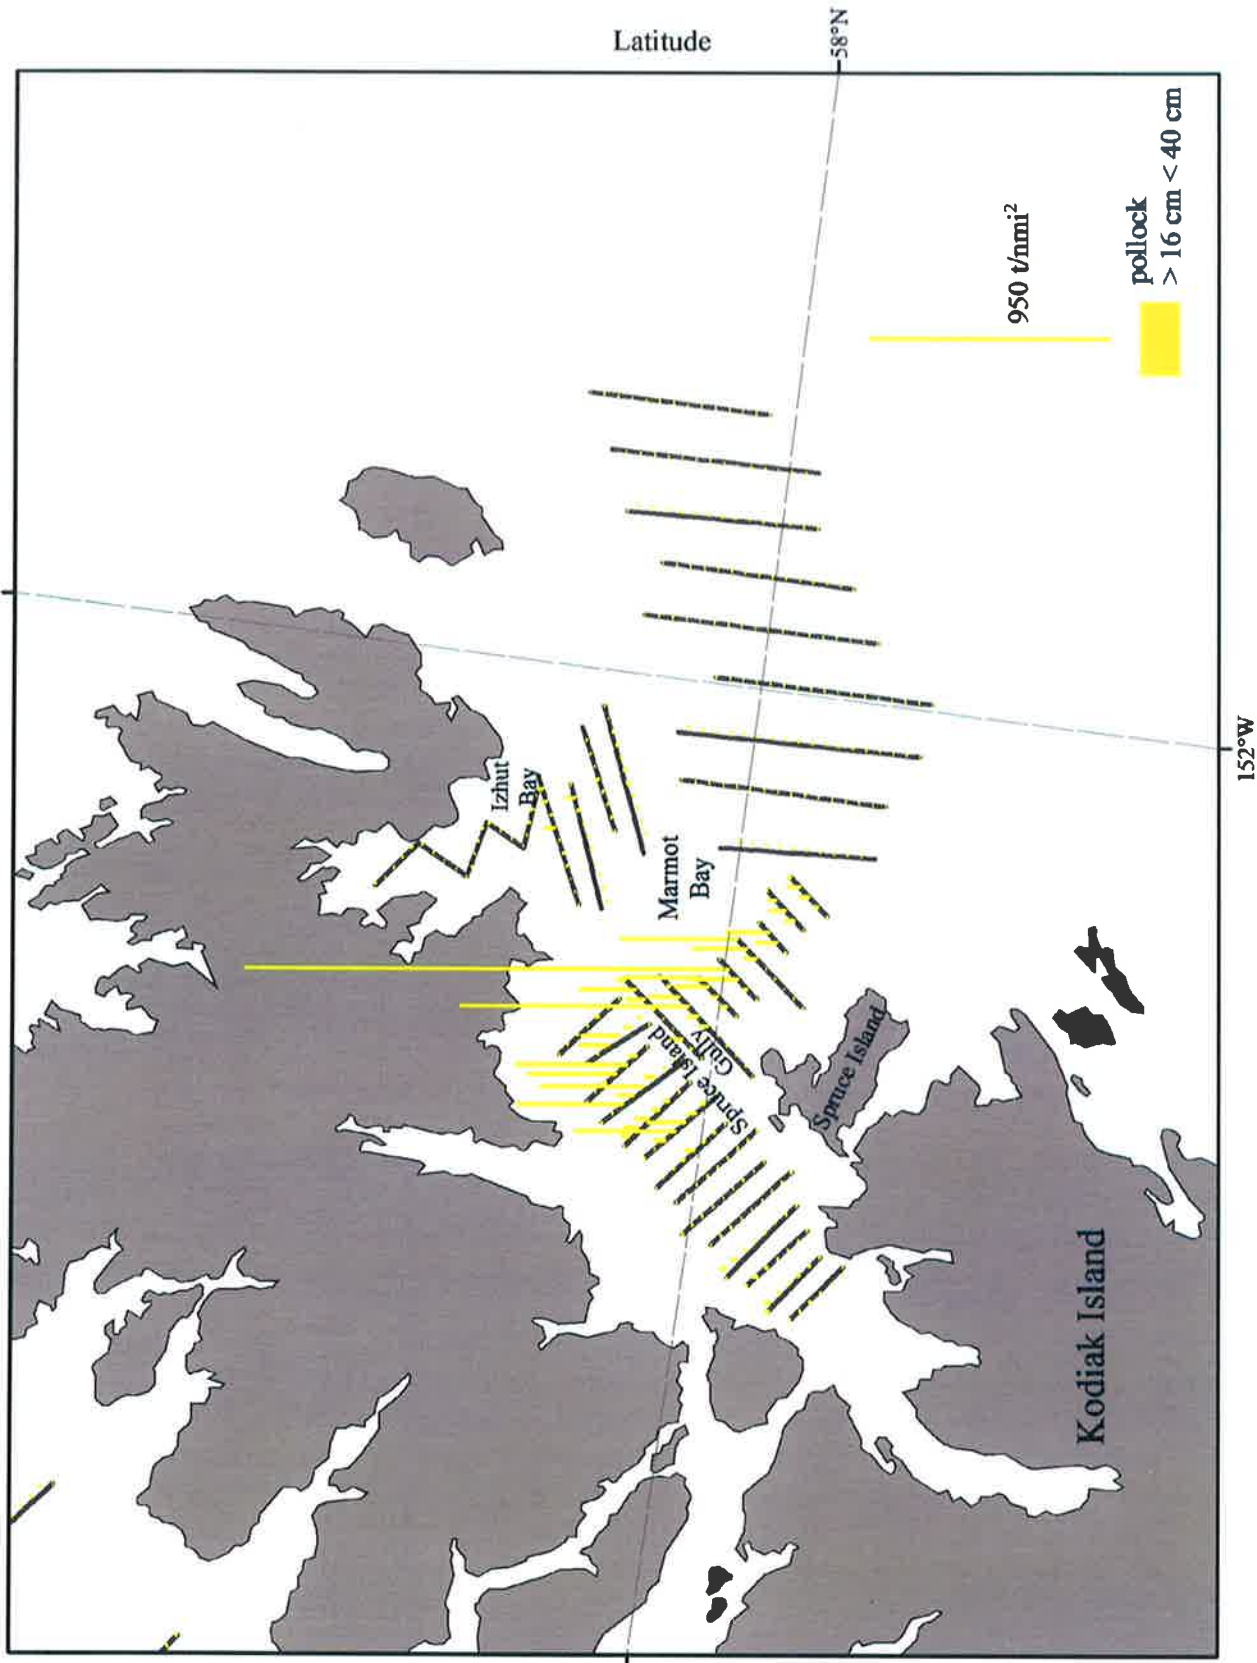 Latitude
58°N
950 t/nmi²
pollock
> 16 cm < 40 cm
Izhut
Bay
Marmot
Bay
Spruce Island
Gully
Spruce Island
Kodiak Island
152°W